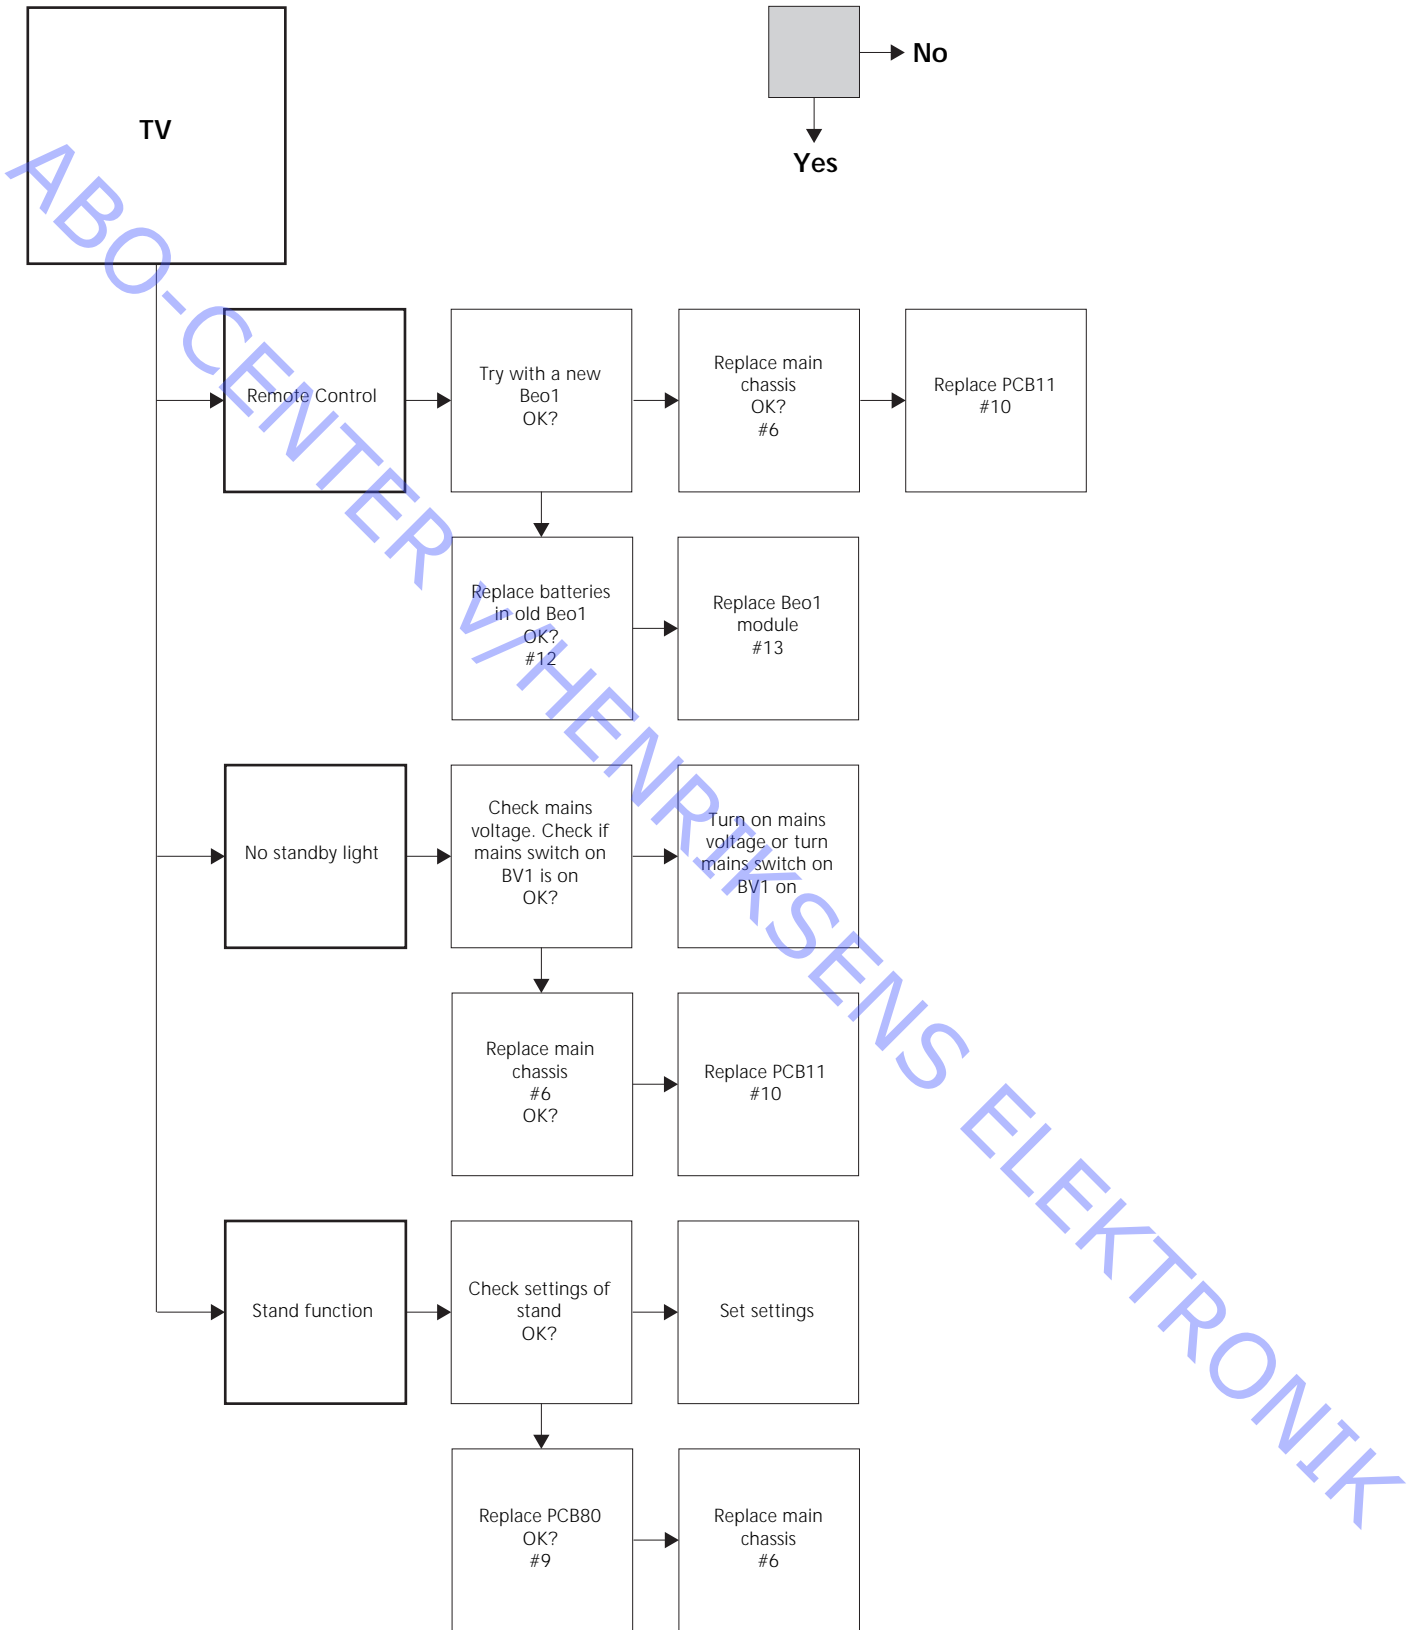 TV
No
Yes
Remote Control
Try with a new
Beo1
OK?
Replace main
chassis
OK?
#6
Replace PCB11
#10
Replace batteries
in old Beo1
OK?
#12
Replace Beo1
module
#13
No standby light
Check mains
voltage. Check if
mains switch on
BV1 is on
OK?
Turn on mains
voltage or turn
mains switch on
BV1 on
Replace main
chassis
#6
OK?
Replace PCB11
#10
Stand function
Check settings of
stand
OK?
Set settings
Replace PCB80
OK?
#9
Replace main
chassis
#6
ABO-CENTER v/HENRIKSENS ELEKTRONIK